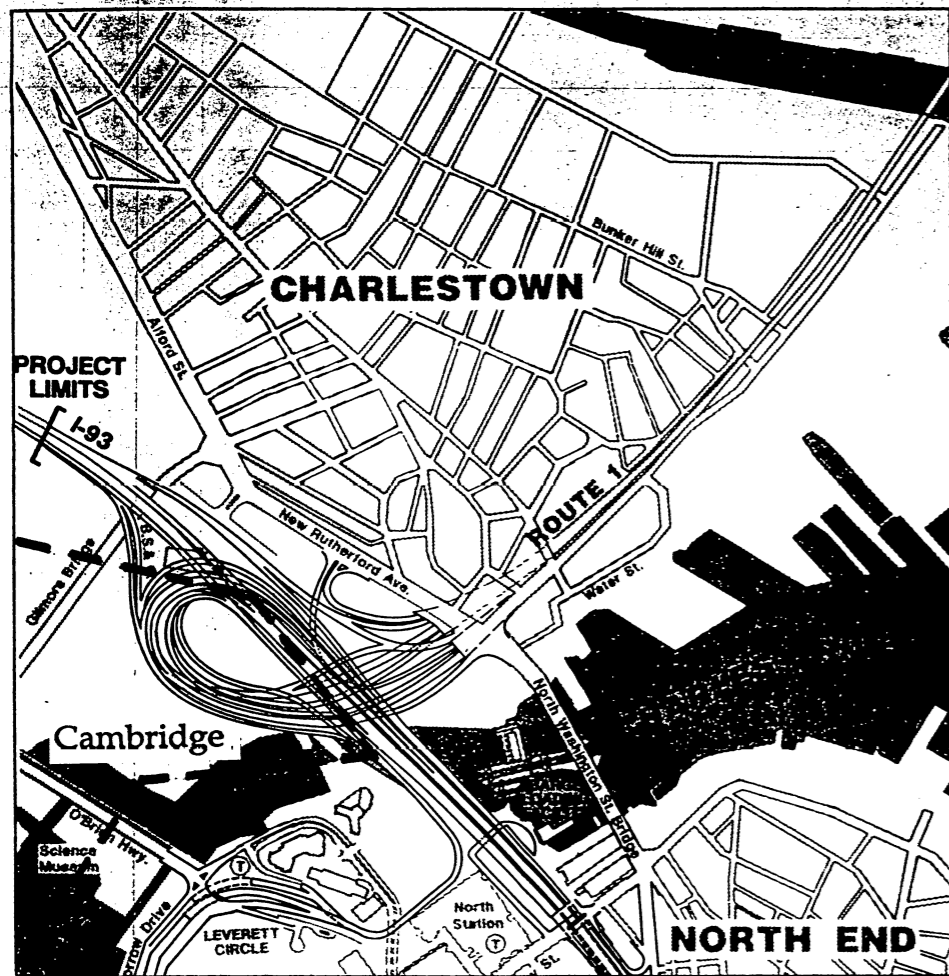 Bunker Hill St.
CHARLESTOWN
Alford St.
PROJECT
LIMITS
I-93
ROUTE 1
New Rutherford Ave.
B.S.&
Gilmore Bridge
Water St.
North Washington St. Bridge
Cambridge
O'Brien Hwy.
Science
Museum
T
North
Station
T
LEVERETT
CIRCLE
Drive
St.
NORTH END